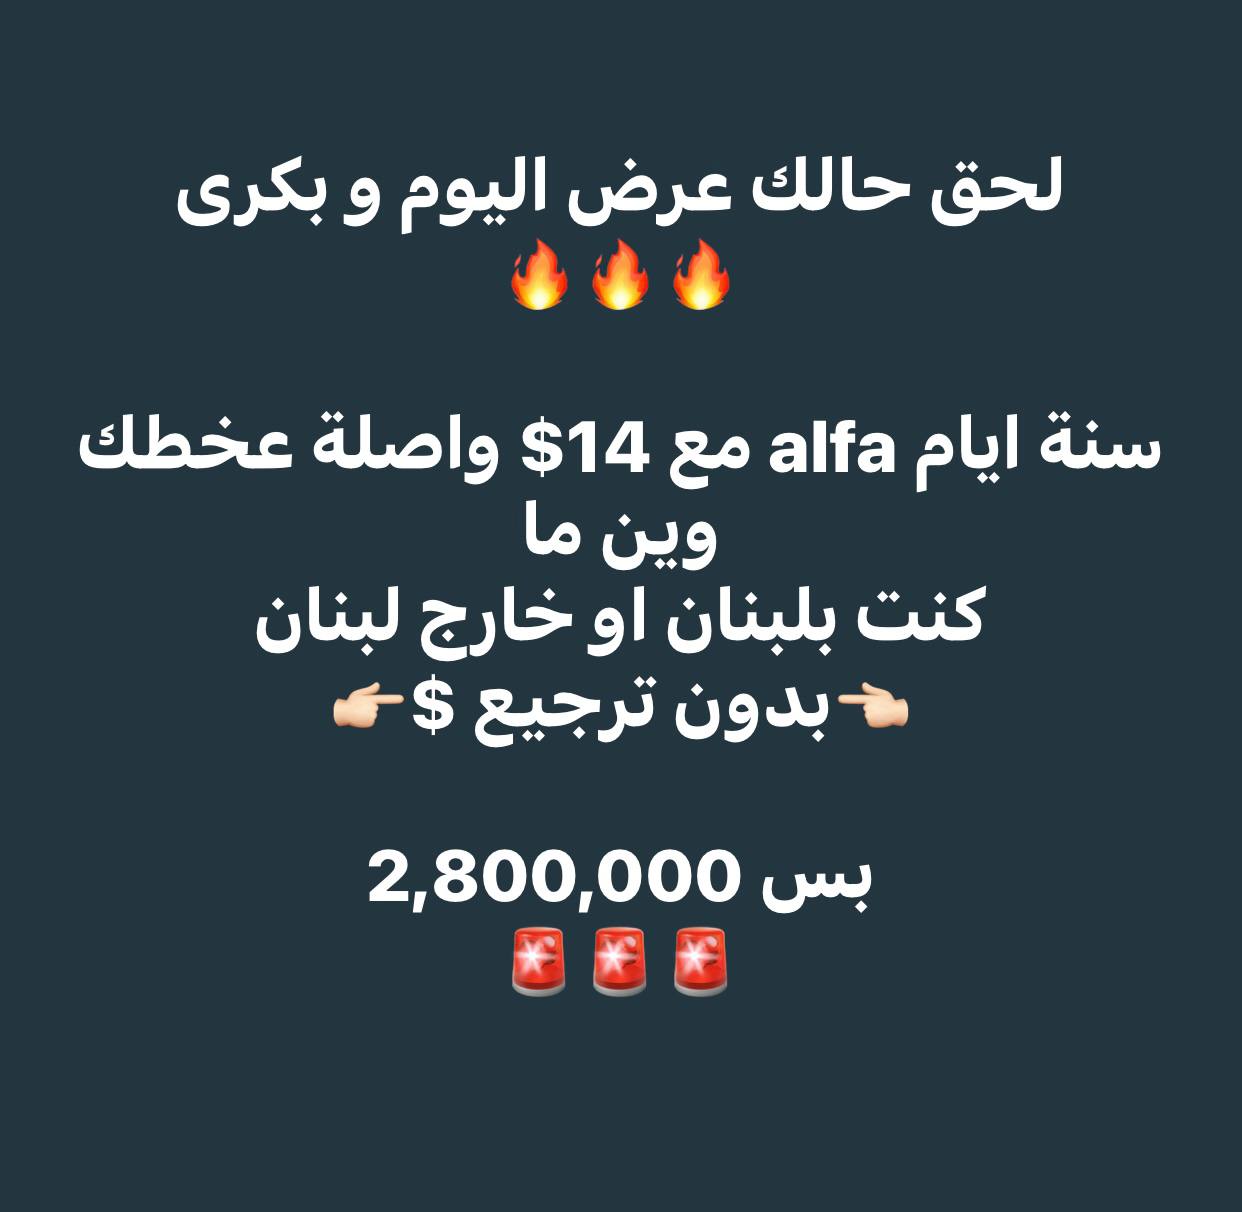 لحق حالك عرض اليوم و بكرى
🔥🔥🔥
سنة ايام alfa مع 14$ واصلة عخطك
وين ما
كنت بلبنان او خارج لبنان
👈🏻بدون ترجيع $👉🏻
بس 2,800,000
🚨🚨🚨